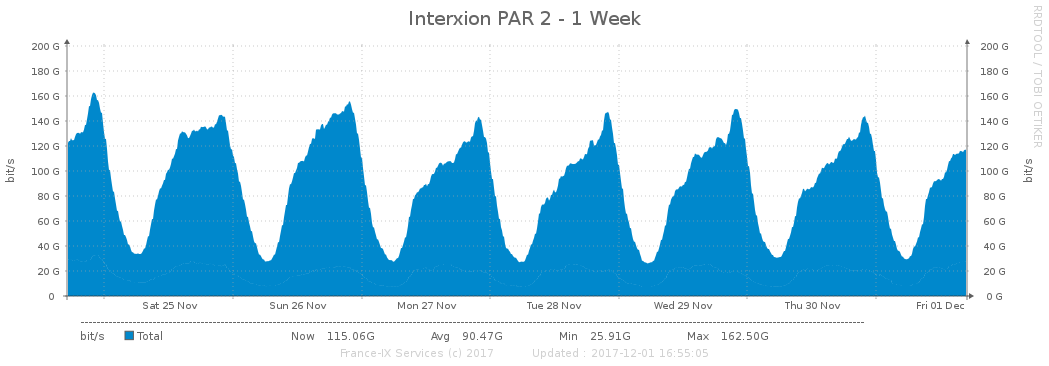 Interxion PAR 2 - 1 Week
RRDTOOL / TOBI OETIKER
bit/s
200 G 200 G
180 G 180 G
160 G 160 G
140 G 140 G
120 G 120 G
100 G 100 G
80 G 80 G
60 G 60 G
40 G 40 G
20 G 20 G
0 0 G
bit/s
Sat 25 Nov Sun 26 Nov Mon 27 Nov Tue 28 Nov Wed 29 Nov Thu 30 Nov Fri 01 Dec
bit/s Total Now 115.06G Avg 90.47G Min 25.91G Max 162.50G
France-IX Services (c) 2017 Updated : 2017-12-01 16:55:05